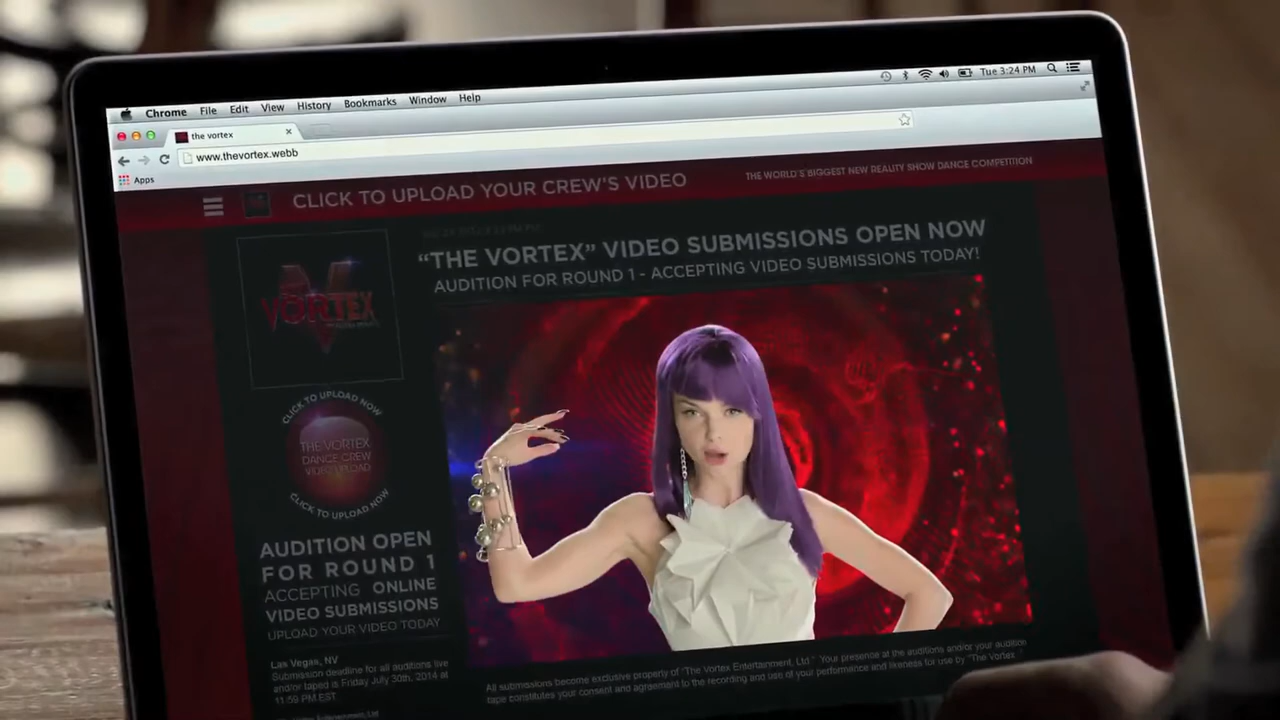 Chrome File Edit View History Bookmarks Window Help Tue 3:24 PM
the vortex
www.thevortex.webb
Apps
CLICK TO UPLOAD YOUR CREW'S VIDEO
THE WORLD'S BIGGEST NEW REALITY SHOW DANCE COMPETITION
"THE VORTEX" VIDEO SUBMISSIONS OPEN NOW
AUDITION FOR ROUND 1 - ACCEPTING VIDEO SUBMISSIONS TODAY!
VORTEX
CLICK TO UPLOAD NOW
THE VORTEX
DANCE CREW
VIDEO UPLOAD
CLICK TO UPLOAD NOW
AUDITION OPEN
FOR ROUND 1
ACCEPTING ONLINE
VIDEO SUBMISSIONS
UPLOAD YOUR VIDEO TODAY
Las Vegas, NV
Submission deadline for all auditions live
and/or taped is Friday July 30th, 2014 at
11:59 PM EST.
All submissions become exclusive property of "The Vortex Entertainment, Ltd." Your presence at the auditions and/or your audition
tape constitutes your consent and agreement to the recording and use of your performance and likeness for use by "The Vortex